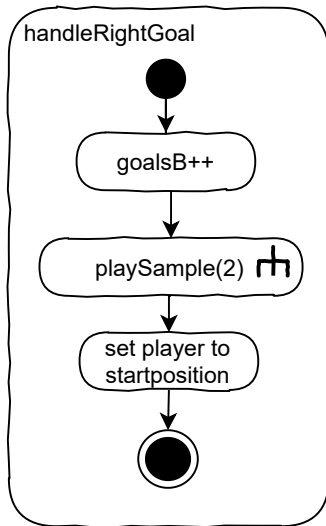 handleRightGoal
goalsB++
playSample(2)
set player to
startposition